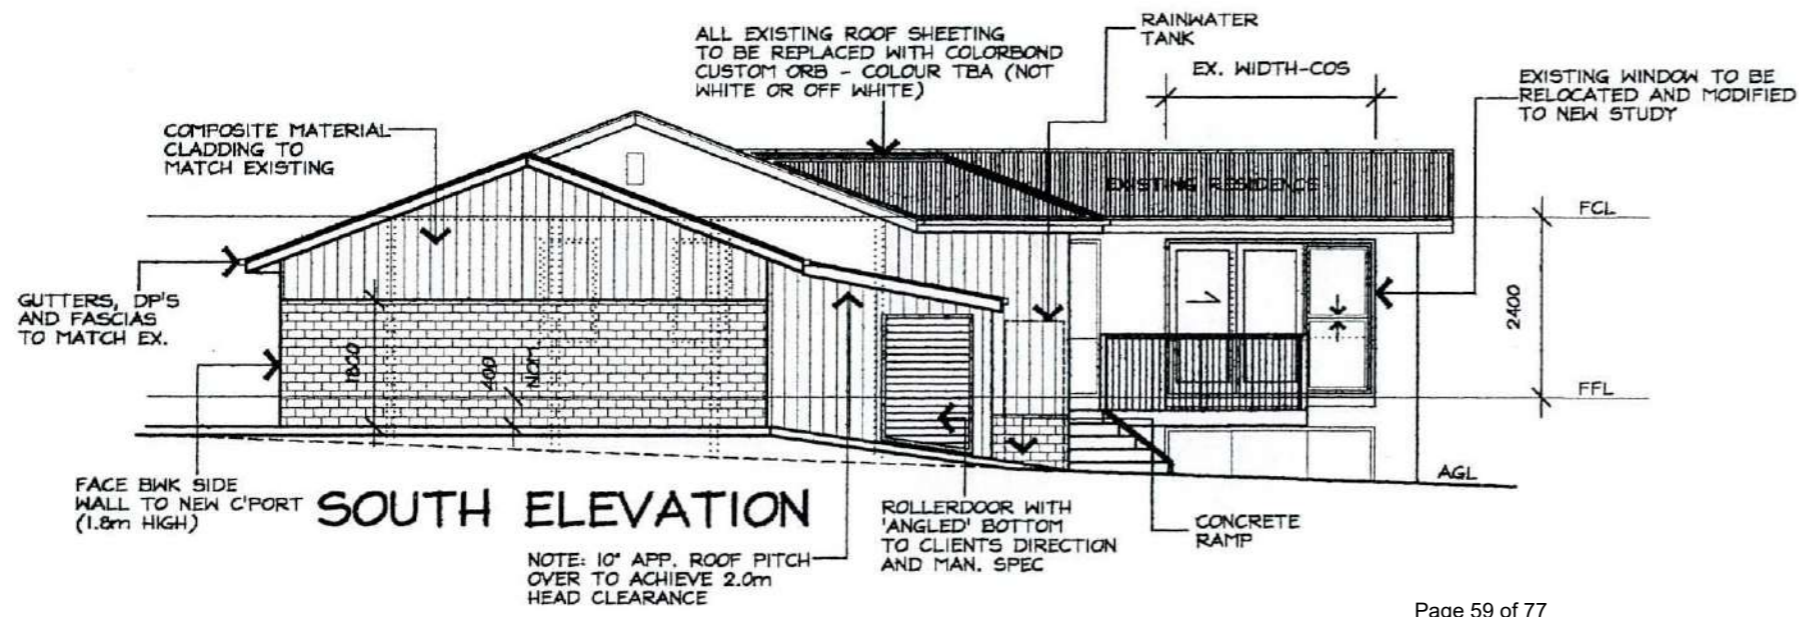 ALL EXISTING ROOF SHEETING
TO BE REPLACED WITH COLORBOND
CUSTOM ORB - COLOUR TBA (NOT
WHITE OR OFF WHITE)
RAINWATER
TANK
EX. WIDTH-COS
EXISTING WINDOW TO BE
RELOCATED AND MODIFIED
TO NEW STUDY
COMPOSITE MATERIAL
CLADDING TO
MATCH EXISTING
EXISTING RESIDENCE
FCL
GUTTERS, DP'S
AND FASCIAS
TO MATCH EX.
2400
1800
400
NOM.
FFL
AGL
FACE BWK SIDE
WALL TO NEW C'PORT
(1.8m HIGH)
SOUTH ELEVATION
ROLLERDOOR WITH
'ANGLED' BOTTOM
TO CLIENTS DIRECTION
AND MAN. SPEC
CONCRETE
RAMP
NOTE: 10° APP. ROOF PITCH
OVER TO ACHIEVE 2.0m
HEAD CLEARANCE
Page 59 of 77